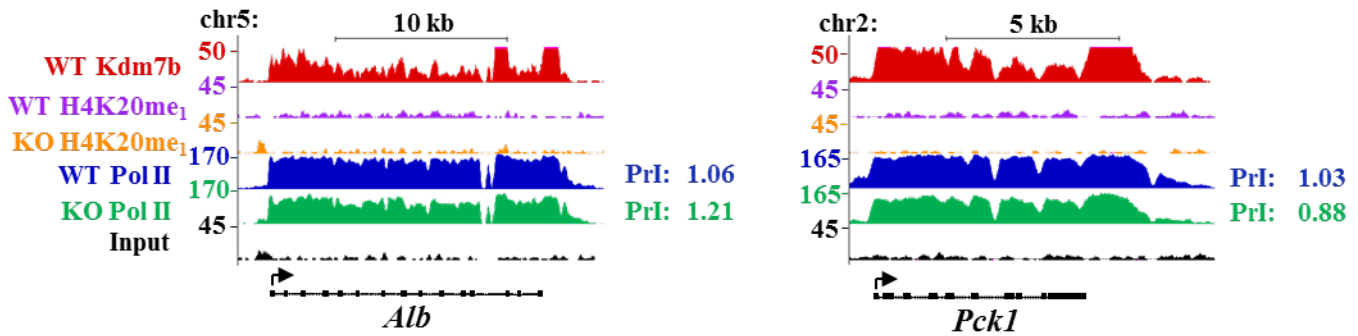 chr5: 10 kb
WT Kdm7b 50
45
WT H4K20me1
45
KO H4K20me1
170
WT Pol II PrI: 1.06
170
KO Pol II PrI: 1.21
45
Input
Alb
chr2: 5 kb
50
45
45
165
PrI: 1.03
165
PrI: 0.88
45
Pck1